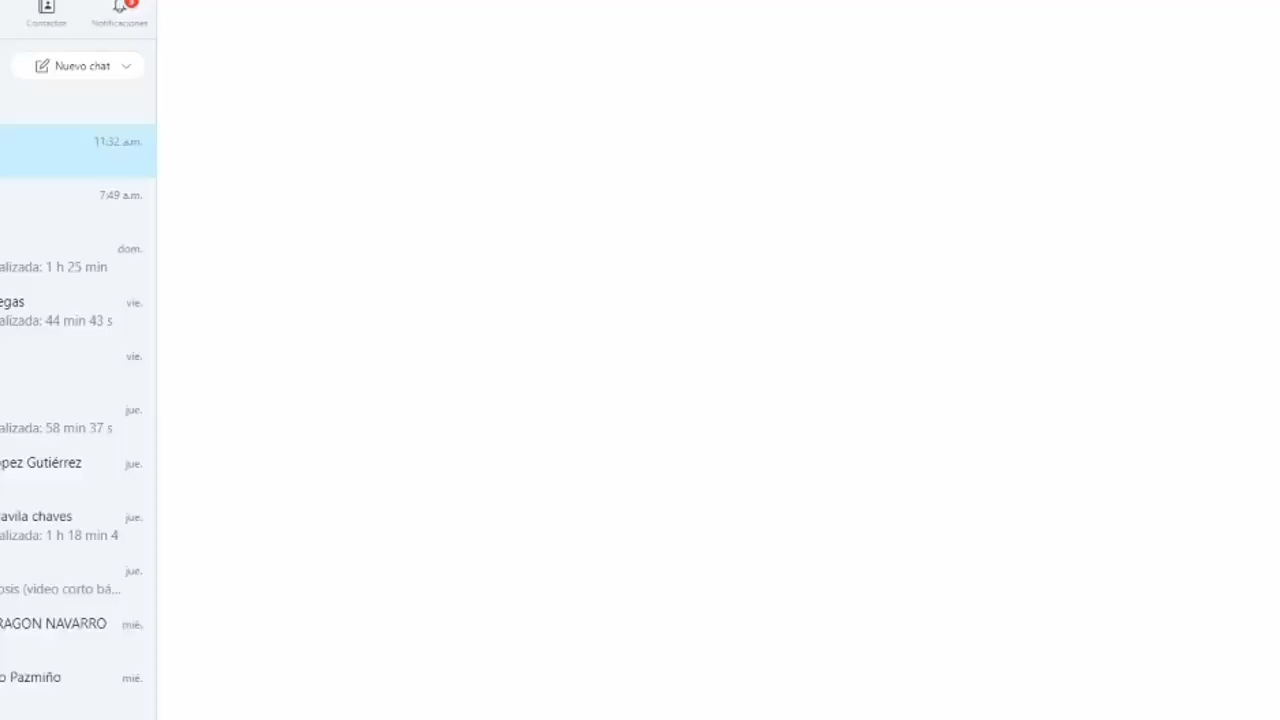 Contactos Notificaciones
Nuevo chat
11:32 a.m.
7:49 a.m.
dom.
alizada: 1 h 25 min
egas vie.
alizada: 44 min 43 s
vie.
jue.
alizada: 58 min 37 s
opez Gutiérrez jue.
avila chaves jue.
alizada: 1 h 18 min 4
jue.
osis (video corto bá...
RAGON NAVARRO mié.
o Pazmiño mié.